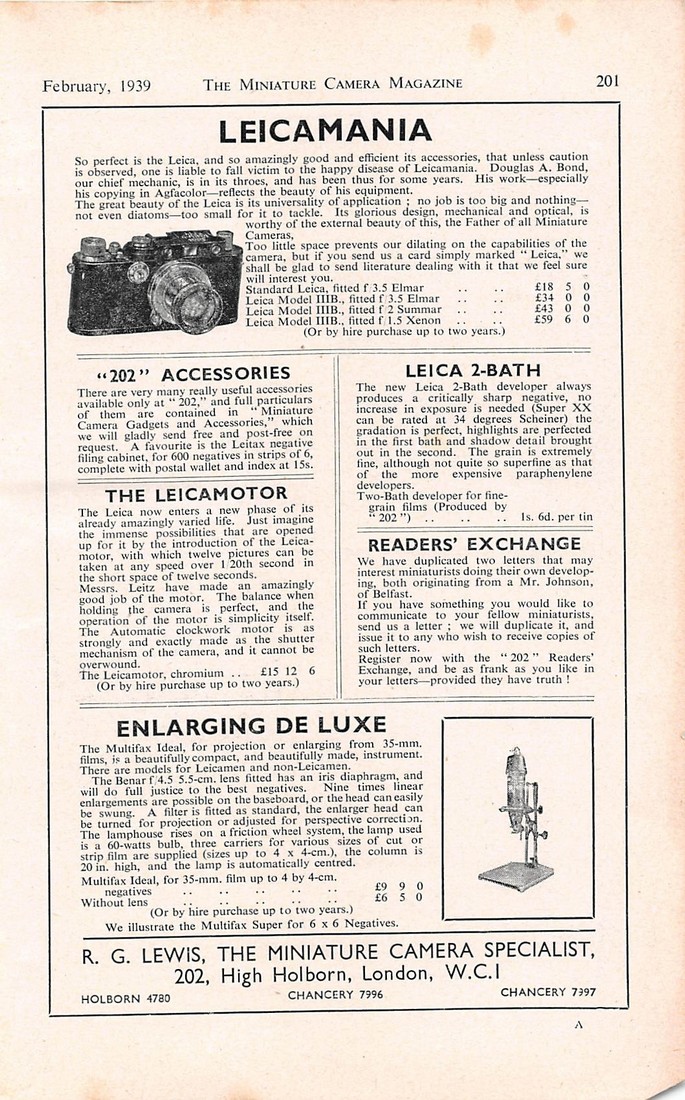 February, 1939
THE MINIATURE CAMERA MAGAZINE
201
LEICAMANIA
So perfect is the Leica, and so amazingly good and efficient its accessories, that unless caution
is observed, one is liable to fall victim to the happy disease of Leicamania. Douglas A. Bond,
our chief mechanic, is in its throes, and has been thus for some years. His work—especially
his copying in Agfacolor—reflects the beauty of his equipment.
The great beauty of the Leica is its universality of application ; no job is too big and nothing—
not even diatoms—too small for it to tackle. Its glorious design, mechanical and optical, is
worthy of the external beauty of this, the Father of all Miniature
Cameras,
Too little space prevents our dilating on the capabilities of the
camera, but if you send us a card simply marked “ Leica,” we
shall be glad to send literature dealing with it that we feel sure
will interest you.
Standard Leica, fitted f/3.5 Elmar .. .. £18 5 0
Leica Model IIIB., fitted f/3.5 Elmar .. .. £34 0 0
Leica Model IIIB., fitted f/2 Summar .. .. £43 0 0
Leica Model IIIB., fitted f/1.5 Xenon .. .. £59 6 0
(Or by hire purchase up to two years.)
“202” ACCESSORIES
There are very many really useful accessories
available only at “ 202,” and full particulars
of them are contained in “ Miniature
Camera Gadgets and Accessories,” which
we will gladly send free and post-free on
request. A favourite is the Leitax negative
filing cabinet, for 600 negatives in strips of 6,
complete with postal wallet and index at 15s.
THE LEICAMOTOR
The Leica now enters a new phase of its
already amazingly varied life. Just imagine
the immense possibilities that are opened
up for it by the introduction of the Leica-
motor, with which twelve pictures can be
taken at any speed over 1/20th second in
the short space of twelve seconds.
Messrs. Leitz have made an amazingly
good job of the motor. The balance when
holding the camera is perfect, and the
operation of the motor is simplicity itself.
The Automatic clockwork motor is as
strongly and exactly made as the shutter
mechanism of the camera, and it cannot be
overwound.
The Leicamotor, chromium .. £15 12 6
(Or by hire purchase up to two years.)
LEICA 2-BATH
The new Leica 2-Bath developer always
produces a critically sharp negative, no
increase in exposure is needed (Super XX
can be rated at 34 degrees Scheiner) the
gradation is perfect, highlights are perfected
in the first bath and shadow detail brought
out in the second. The grain is extremely
fine, although not quite so superfine as that
of the more expensive paraphenylene
developers.
Two-Bath developer for fine-
grain films (Produced by
“ 202 ”) .. .. .. 1s. 6d. per tin
READERS’ EXCHANGE
We have duplicated two letters that may
interest miniaturists doing their own develop-
ing, both originating from a Mr. Johnson,
of Belfast.
If you have something you would like to
communicate to your fellow miniaturists,
send us a letter ; we will duplicate it, and
issue it to any who wish to receive copies of
such letters.
Register now with the “ 202 ” Readers’
Exchange, and be as frank as you like in
your letters—provided they have truth !
ENLARGING DE LUXE
The Multifax Ideal, for projection or enlarging from 35-mm.
films, is a beautifully compact, and beautifully made, instrument.
There are models for Leicamen and non-Leicamen.
The Benar f/4.5 5.5-cm. lens fitted has an iris diaphragm, and
will do full justice to the best negatives. Nine times linear
enlargements are possible on the baseboard, or the head can easily
be swung. A filter is fitted as standard, the enlarger head can
be turned for projection or adjusted for perspective correction.
The lamphouse rises on a friction wheel system, the lamp used
is a 60-watts bulb, three carriers for various sizes of cut or
strip film are supplied (sizes up to 4 x 4-cm.), the column is
20 in. high, and the lamp is automatically centred.
Multifax Ideal, for 35-mm. film up to 4 by 4-cm.
negatives .. .. .. .. .. £9 9 0
Without lens .. .. .. .. .. £6 5 0
(Or by hire purchase up to two years.)
We illustrate the Multifax Super for 6 x 6 Negatives.
R. G. LEWIS, THE MINIATURE CAMERA SPECIALIST,
202, High Holborn, London, W.C.1
HOLBORN 4780
CHANCERY 7996
CHANCERY 7997
A